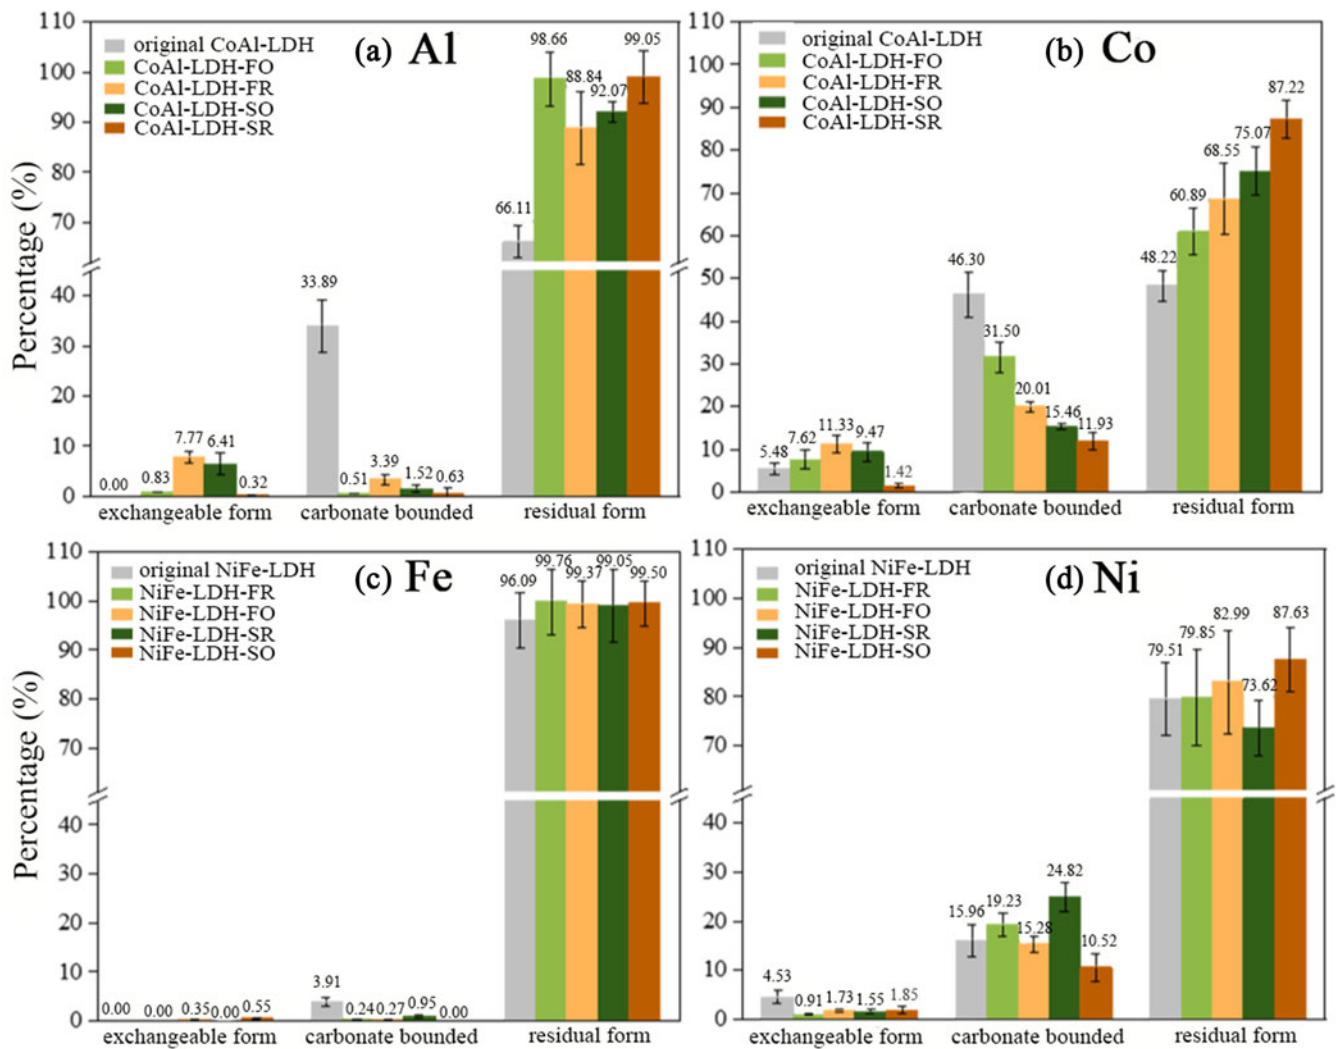 (a) Al
original CoAl-LDH
CoAl-LDH-FO
CoAl-LDH-FR
CoAl-LDH-SO
CoAl-LDH-SR
Percentage (%)
110
100
90
80
70
40
30
20
10
0
0.00 0.83 7.77 6.41 0.32
33.89 0.51 3.39 1.52 0.63
66.11 98.66 88.84 92.07 99.05
exchangeable form carbonate bounded residual form
(b) Co
original CoAl-LDH
CoAl-LDH-FO
CoAl-LDH-FR
CoAl-LDH-SO
CoAl-LDH-SR
110
100
90
80
70
60
50
40
30
20
10
0
5.48 7.62 11.33 9.47 1.42
46.30 31.50 20.01 15.46 11.93
48.22 60.89 68.55 75.07 87.22
exchangeable form carbonate bounded residual form
(c) Fe
original NiFe-LDH
NiFe-LDH-FR
NiFe-LDH-FO
NiFe-LDH-SR
NiFe-LDH-SO
Percentage (%)
110
100
90
80
70
40
30
20
10
0
0.00 0.00 0.35 0.00 0.55
3.91 0.24 0.27 0.95 0.00
96.09 99.76 99.37 99.05 99.50
exchangeable form carbonate bounded residual form
(d) Ni
original NiFe-LDH
NiFe-LDH-FR
NiFe-LDH-FO
NiFe-LDH-SR
NiFe-LDH-SO
110
100
90
80
70
40
30
20
10
0
4.53 0.91 1.73 1.55 1.85
15.96 19.23 15.28 24.82 10.52
79.51 79.85 82.99 73.62 87.63
exchangeable form carbonate bounded residual form